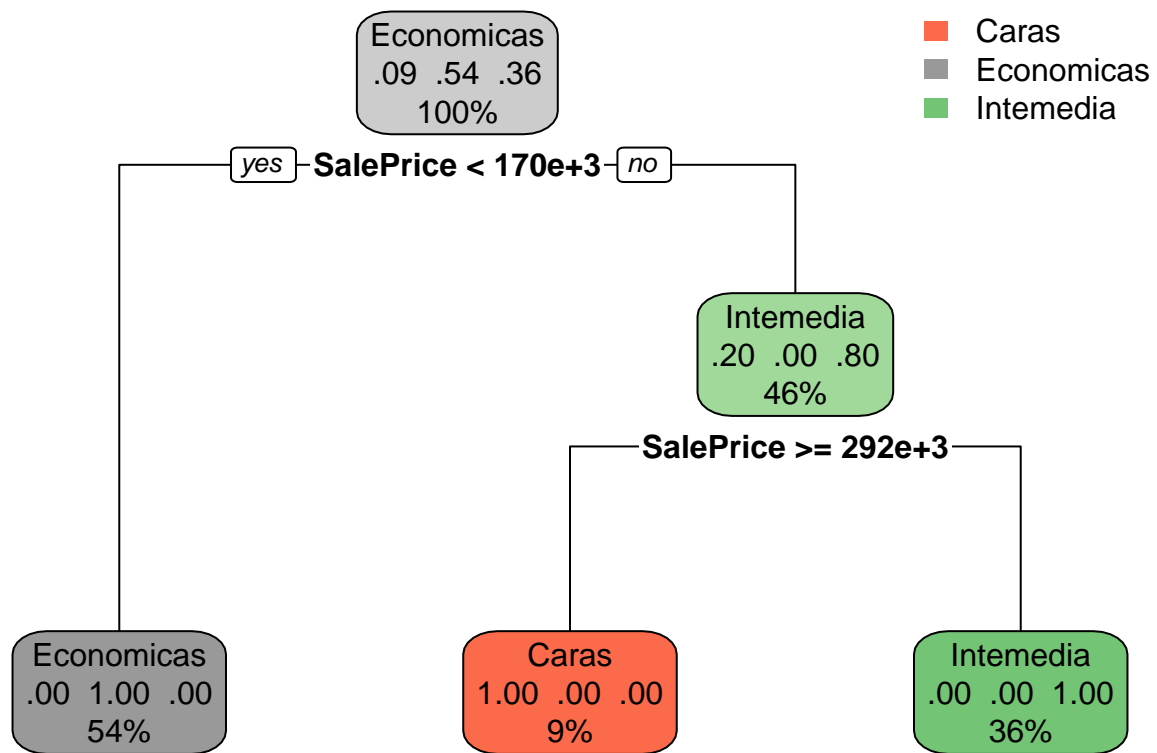 Economicas
.09 .54 .36
100%
Caras
Economicas
Intemedia
yes SalePrice < 170e+3 no
Intemedia
.20 .00 .80
46%
SalePrice >= 292e+3
Economicas
.00 1.00 .00
54%
Caras
1.00 .00 .00
9%
Intemedia
.00 .00 1.00
36%